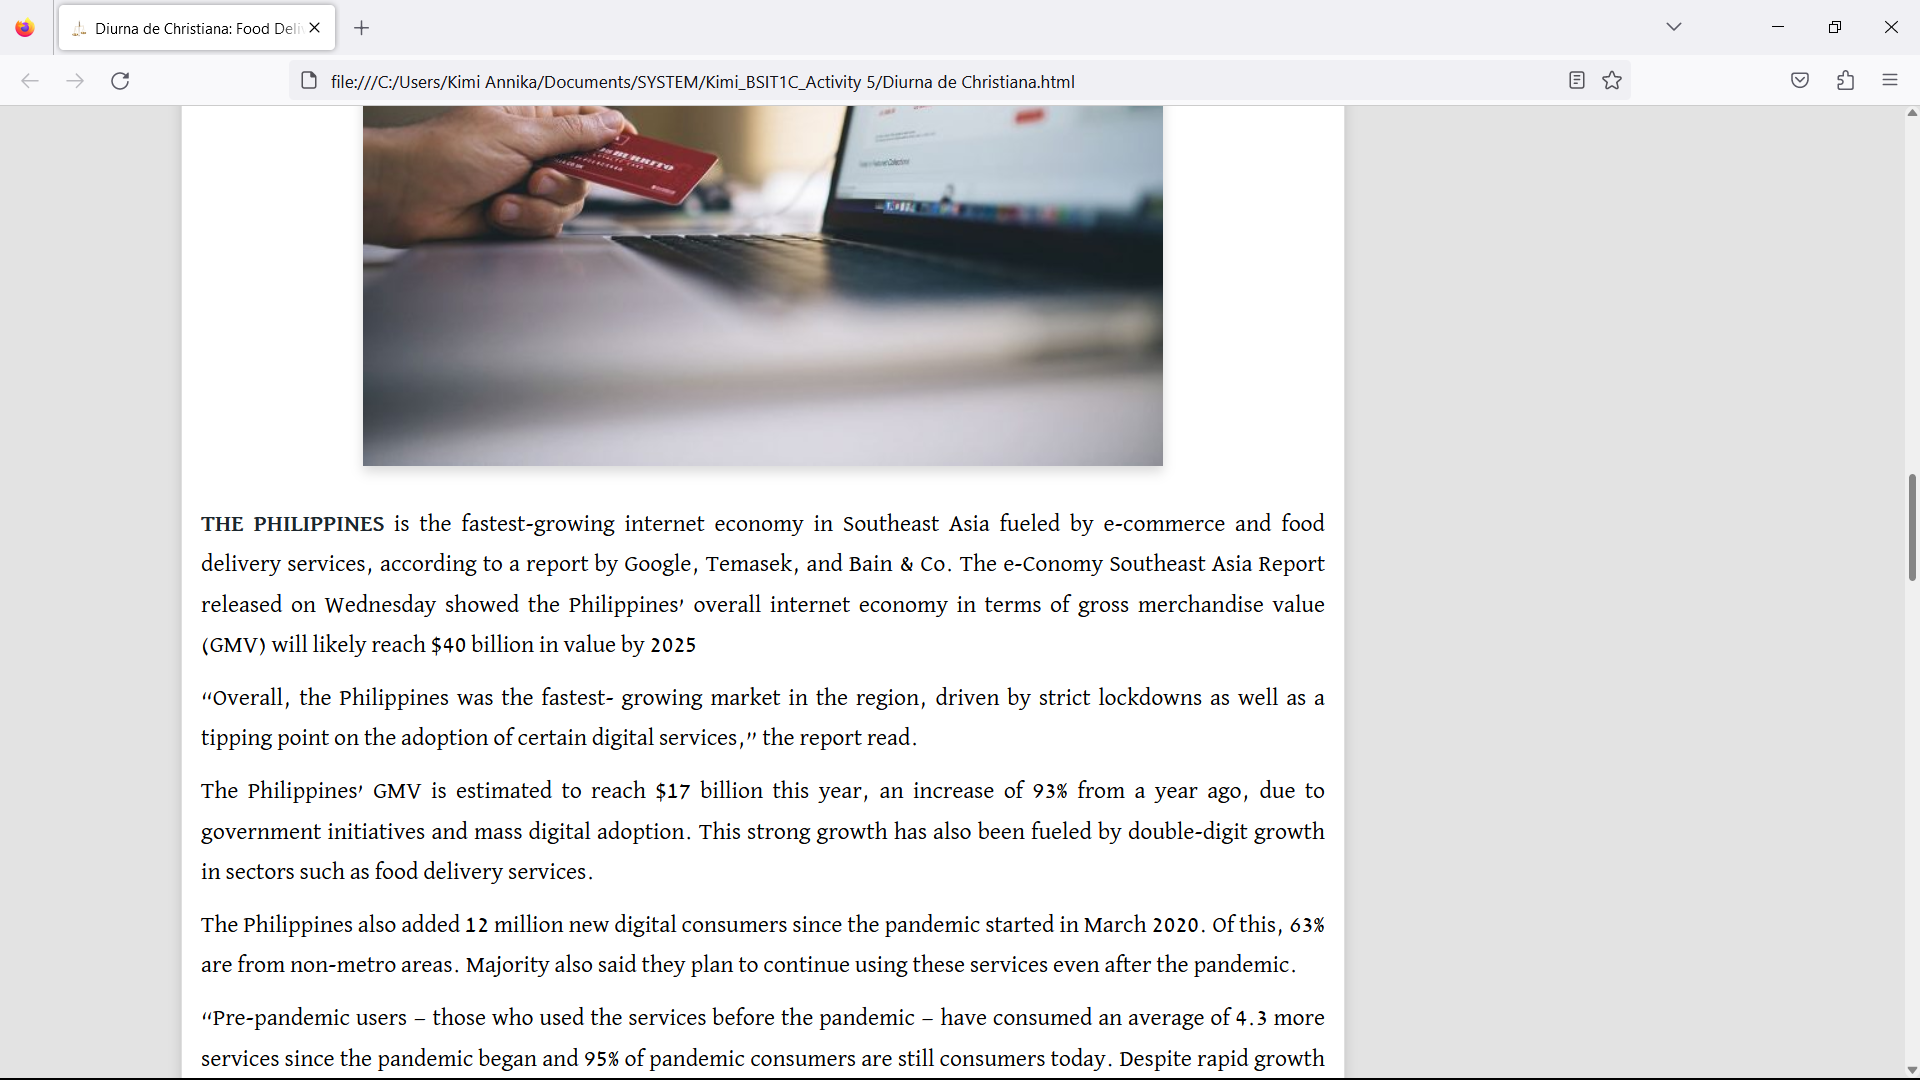 Diurna de Christiana: Food Deli
file:///C:/Users/Kimi Annika/Documents/SYSTEM/Kimi_BSIT1C_Activity 5/Diurna de Christiana.html
BURRITO
THE PHILIPPINES is the fastest-growing internet economy in Southeast Asia fueled by e-commerce and food
delivery services, according to a report by Google, Temasek, and Bain & Co. The e-Conomy Southeast Asia Report
released on Wednesday showed the Philippines' overall internet economy in terms of gross merchandise value
(GMV) will likely reach $40 billion in value by 2025
“Overall, the Philippines was the fastest- growing market in the region, driven by strict lockdowns as well as a
tipping point on the adoption of certain digital services,” the report read.
The Philippines' GMV is estimated to reach $17 billion this year, an increase of 93% from a year ago, due to
government initiatives and mass digital adoption. This strong growth has also been fueled by double-digit growth
in sectors such as food delivery services.
The Philippines also added 12 million new digital consumers since the pandemic started in March 2020. Of this, 63%
are from non-metro areas. Majority also said they plan to continue using these services even after the pandemic.
“Pre-pandemic users – those who used the services before the pandemic – have consumed an average of 4.3 more
services since the pandemic began and 95% of pandemic consumers are still consumers today. Despite rapid growth